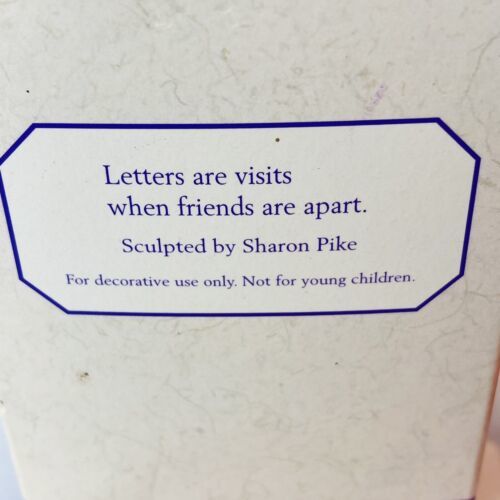 Letters are visits
when friends are apart.
Sculpted by Sharon Pike
For decorative use only. Not for young children.